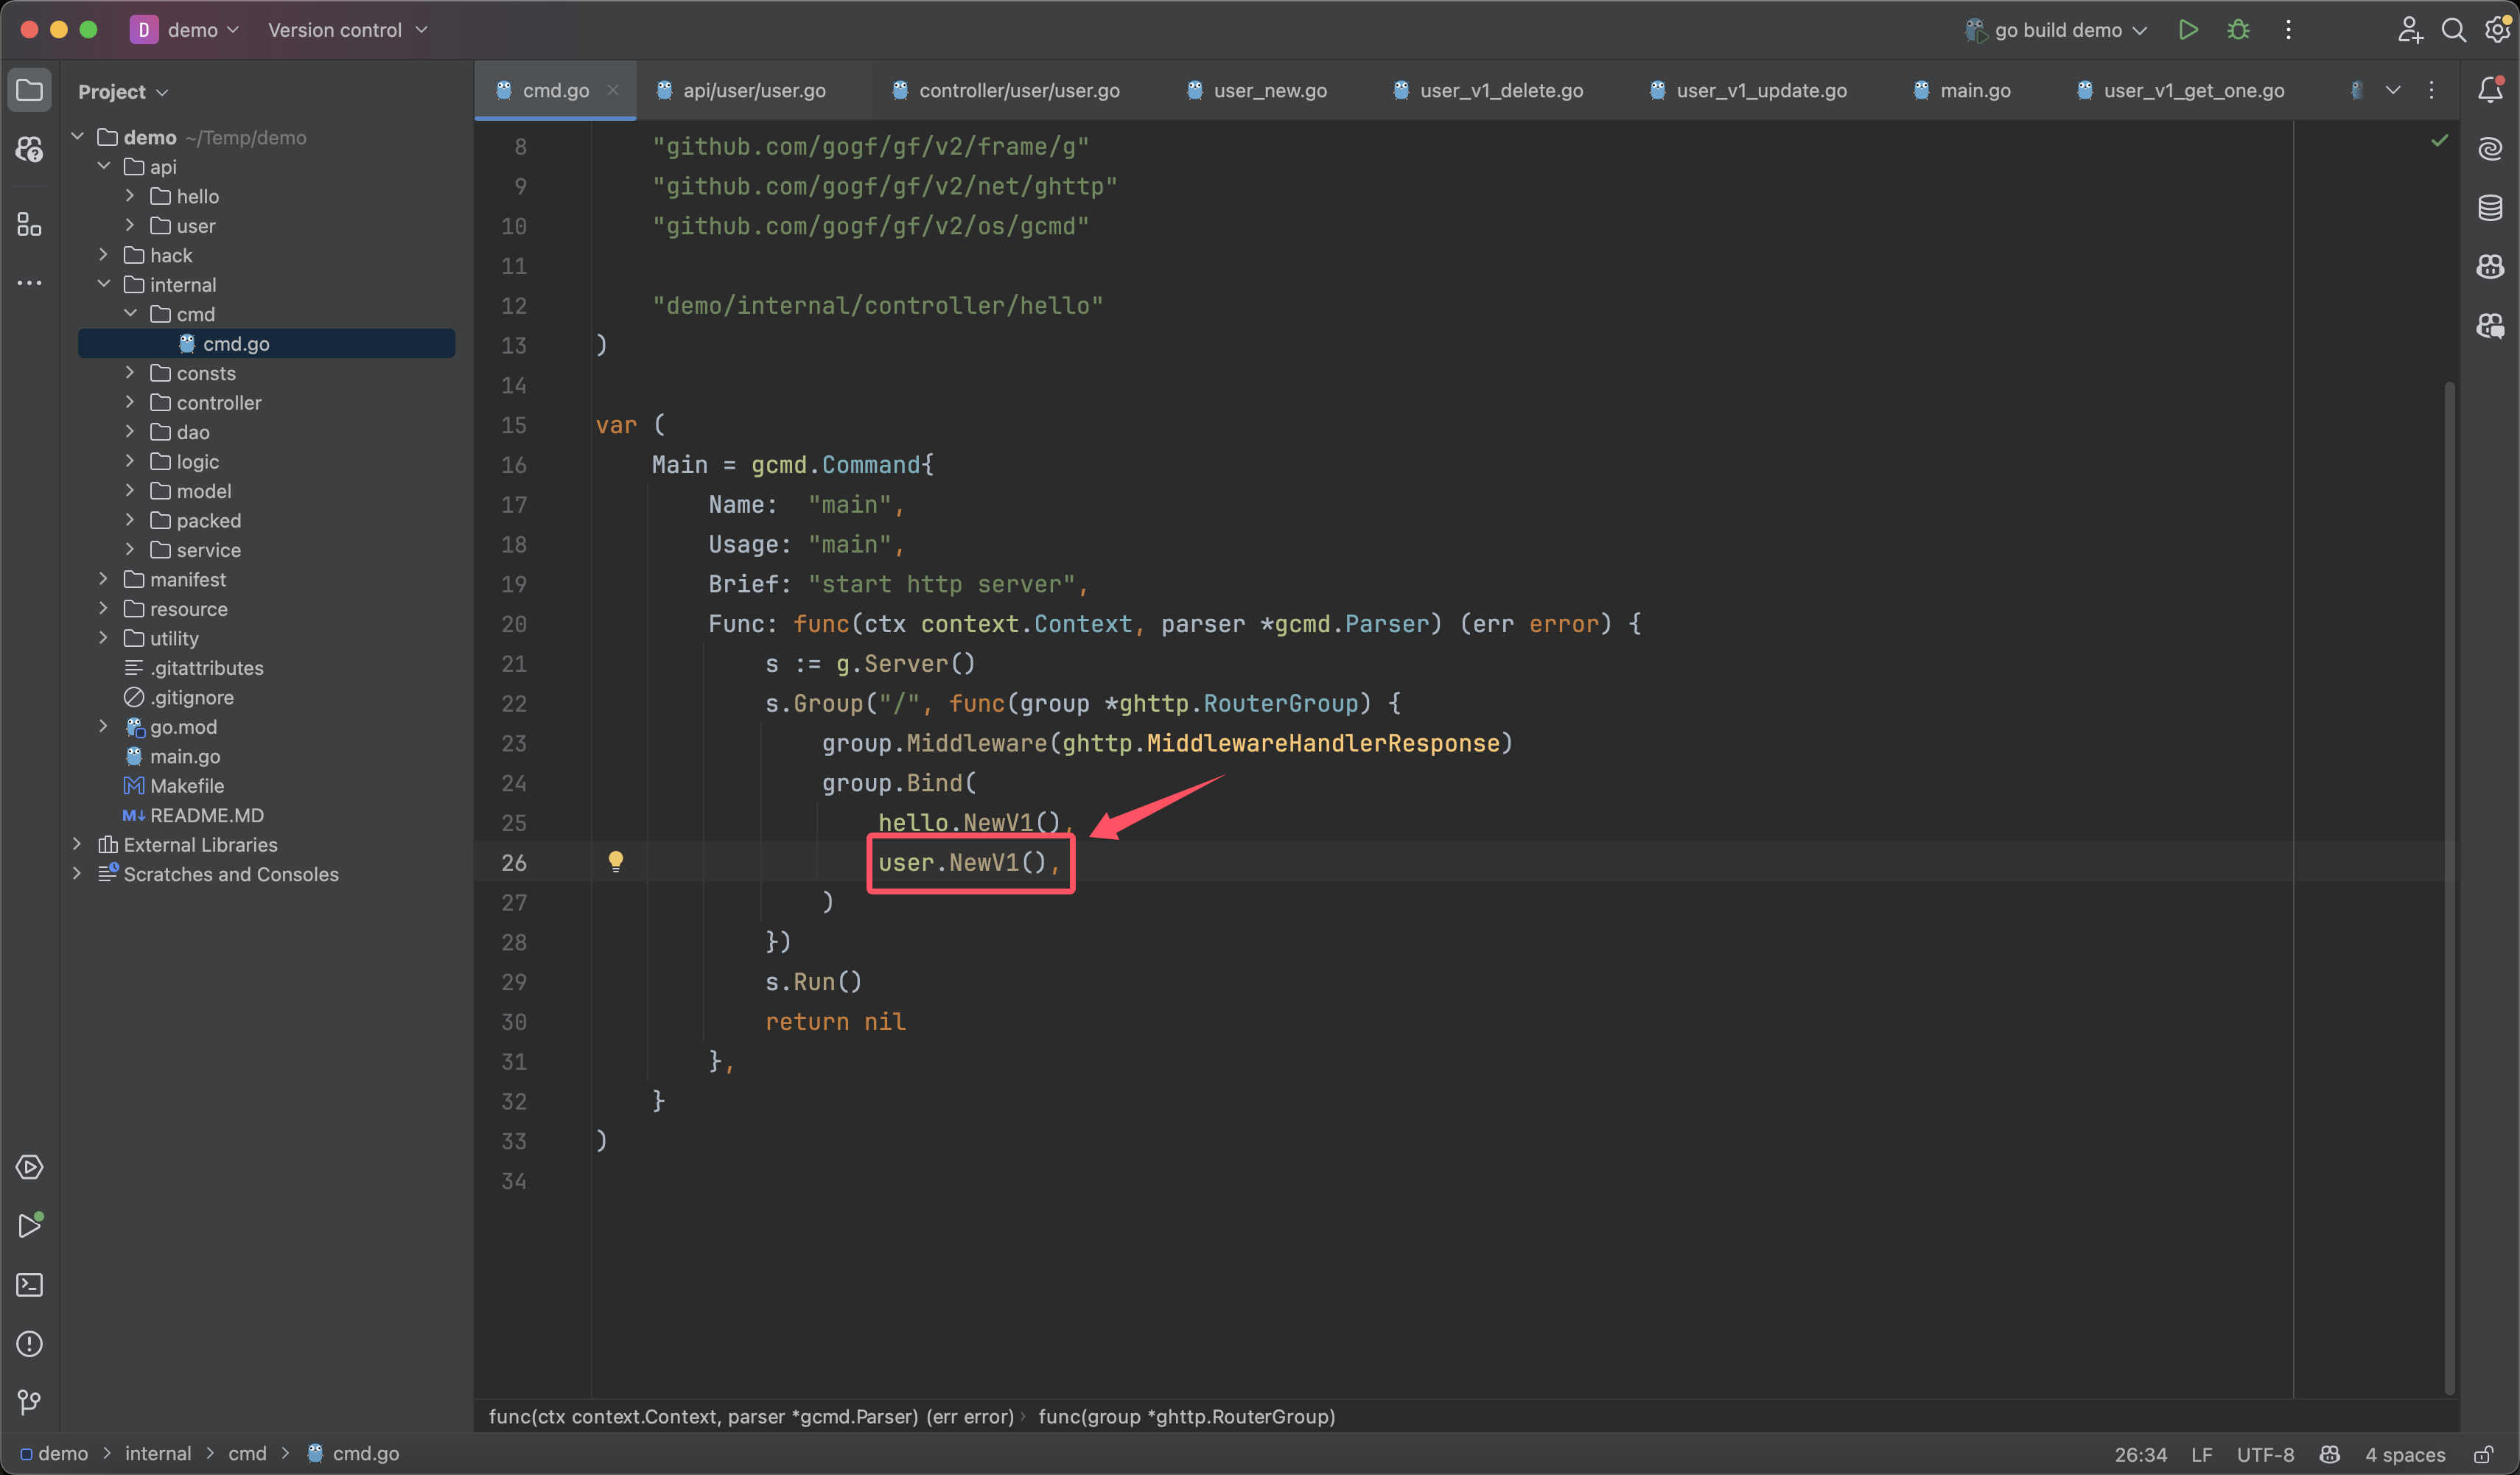 D demo Version control go build demo
Project
demo ~/Temp/demo
api
hello
user
hack
internal
cmd
cmd.go
consts
controller
dao
logic
model
packed
service
manifest
resource
utility
.gitattributes
.gitignore
go.mod
main.go
Makefile
M↓ README.MD
External Libraries
Scratches and Consoles
cmd.go api/user/user.go controller/user/user.go user_new.go user_v1_delete.go user_v1_update.go main.go user_v1_get_one.go
8 "github.com/gogf/gf/v2/frame/g"
9 "github.com/gogf/gf/v2/net/ghttp"
10 "github.com/gogf/gf/v2/os/gcmd"
11
12 "demo/internal/controller/hello"
13 )
14
15 var (
16 Main = gcmd.Command{
17 Name: "main",
18 Usage: "main",
19 Brief: "start http server",
20 Func: func(ctx context.Context, parser *gcmd.Parser) (err error) {
21 s := g.Server()
22 s.Group("/", func(group *ghttp.RouterGroup) {
23 group.Middleware(ghttp.MiddlewareHandlerResponse)
24 group.Bind(
25 hello.NewV1(),
26 user.NewV1(),
27 )
28 })
29 s.Run()
30 return nil
31 },
32 }
33 )
34
func(ctx context.Context, parser *gcmd.Parser) (err error) › func(group *ghttp.RouterGroup)
demo > internal > cmd > cmd.go 26:34 LF UTF-8 4 spaces